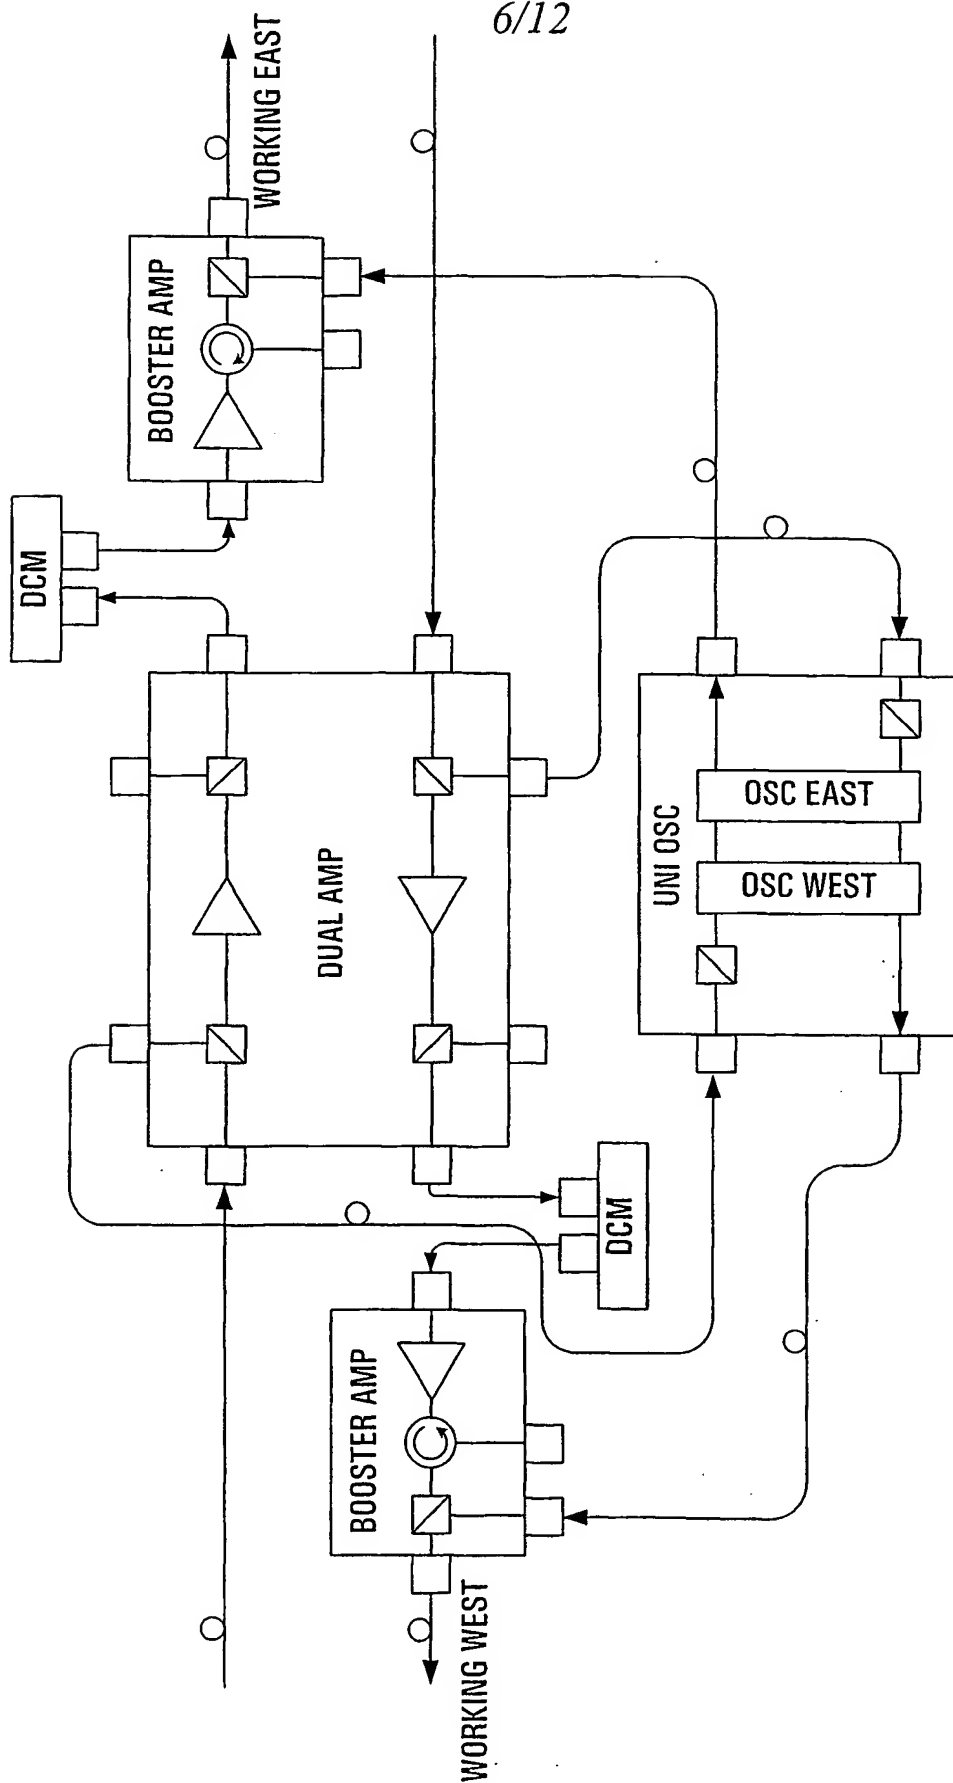 6/12
WORKING EAST
BOOSTER AMP
DCM
DUAL AMP
UNI OSC
OSC EAST
OSC WEST
DCM
BOOSTER AMP
WORKING WEST